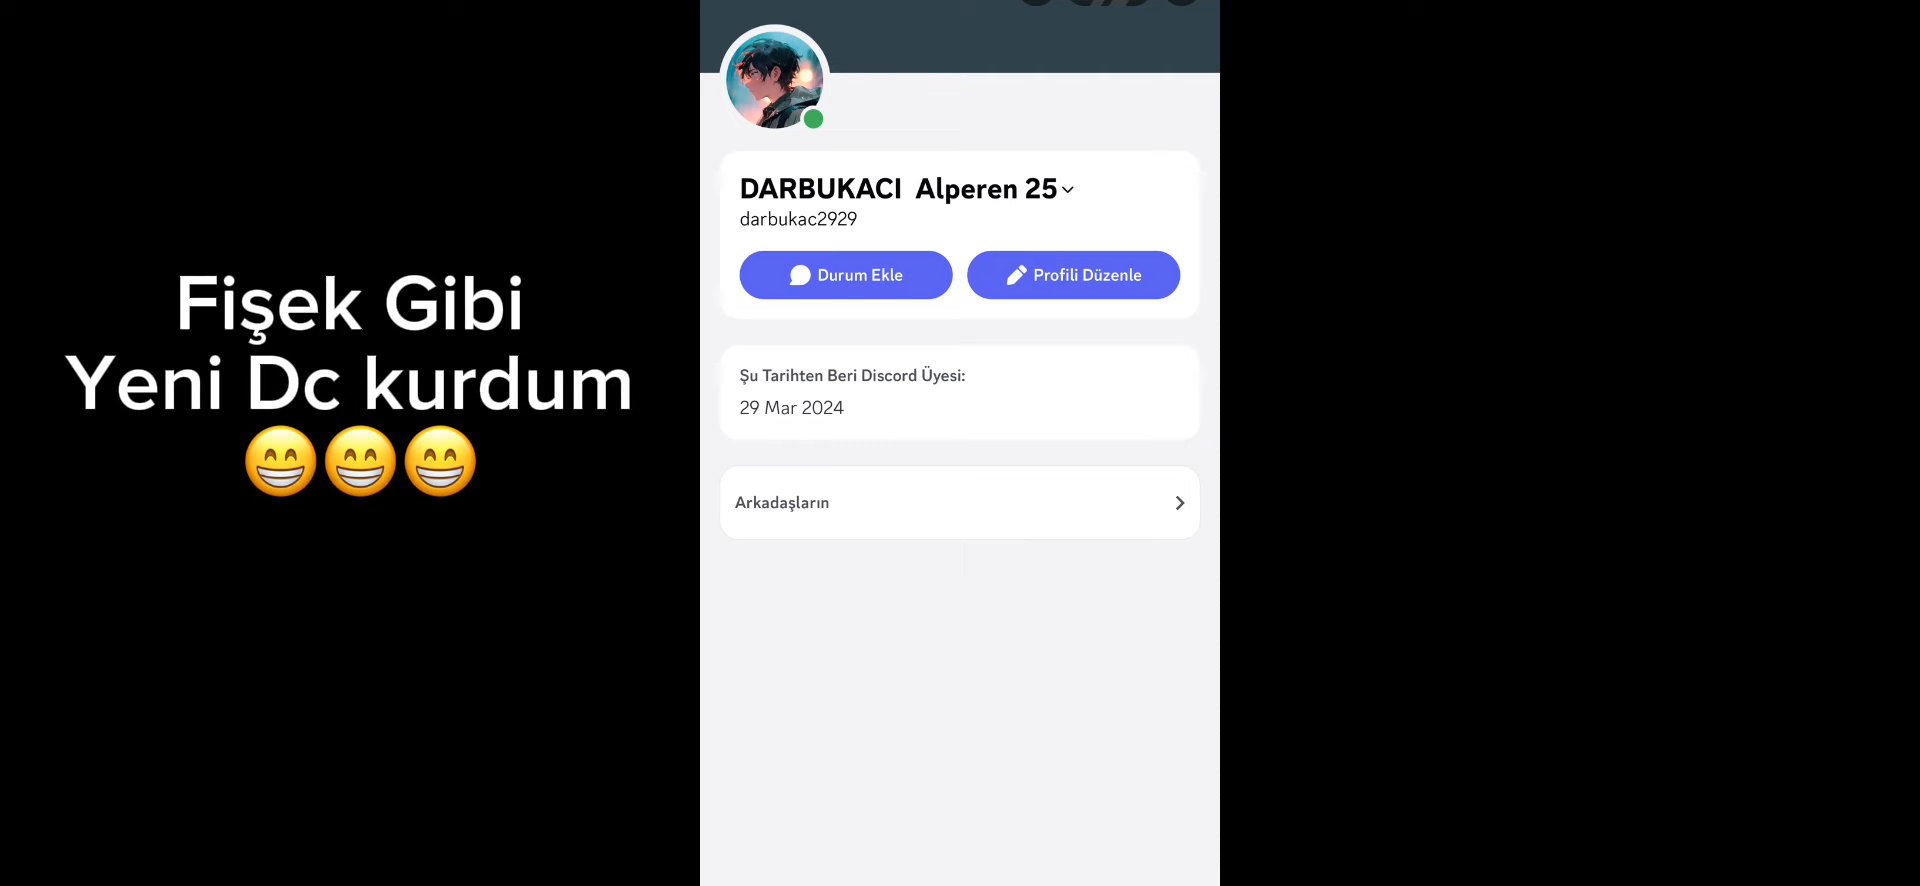 Fişek Gibi
Yeni Dc kurdum
😁😁😁
DARBUKACI Alperen 25
darbukac2929
Durum Ekle
Profili Düzenle
Şu Tarihten Beri Discord Üyesi:
29 Mar 2024
Arkadaşların